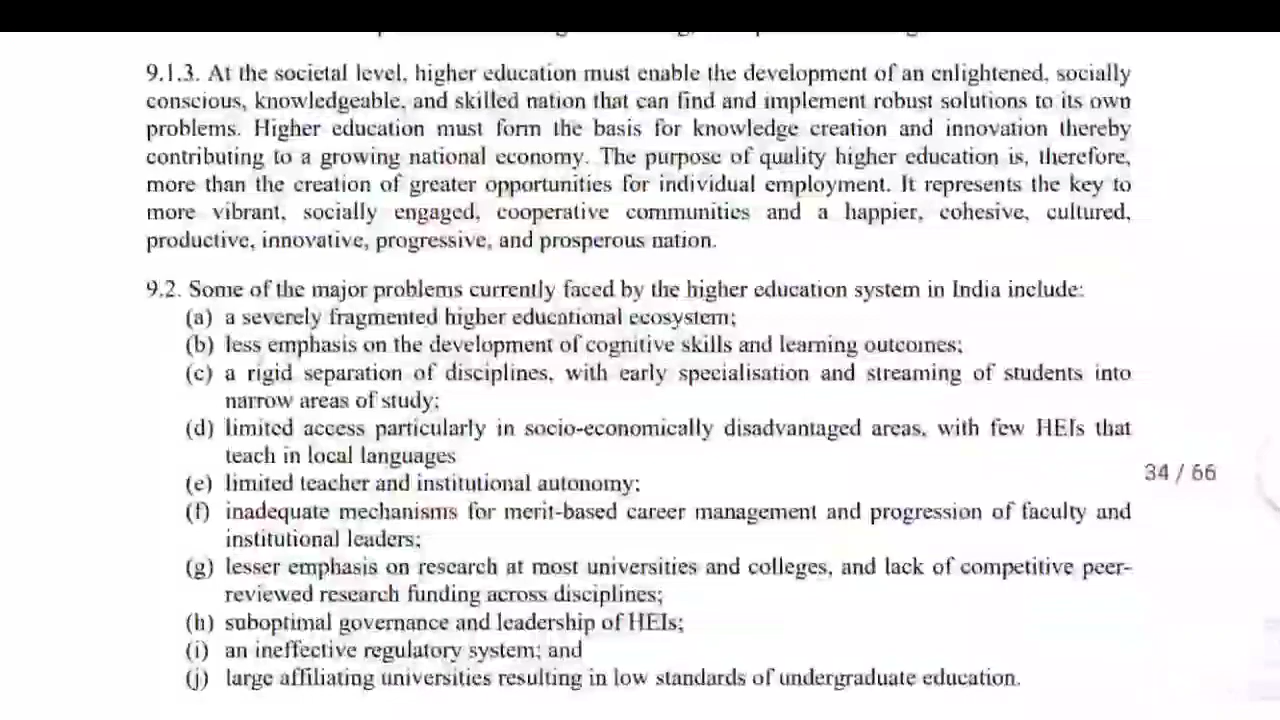 9.1.3. At the societal level, higher education must enable the development of an enlightened, socially
conscious, knowledgeable, and skilled nation that can find and implement robust solutions to its own
problems. Higher education must form the basis for knowledge creation and innovation thereby
contributing to a growing national economy. The purpose of quality higher education is, therefore,
more than the creation of greater opportunities for individual employment. It represents the key to
more vibrant, socially engaged, cooperative communities and a happier, cohesive, cultured,
productive, innovative, progressive, and prosperous nation.
9.2. Some of the major problems currently faced by the higher education system in India include:
(a) a severely fragmented higher educational ecosystem;
(b) less emphasis on the development of cognitive skills and learning outcomes;
(c) a rigid separation of disciplines, with early specialisation and streaming of students into
narrow areas of study;
(d) limited access particularly in socio-economically disadvantaged areas, with few HEIs that
teach in local languages
(e) limited teacher and institutional autonomy;
(f) inadequate mechanisms for merit-based career management and progression of faculty and
institutional leaders;
(g) lesser emphasis on research at most universities and colleges, and lack of competitive peer-
reviewed research funding across disciplines;
(h) suboptimal governance and leadership of HEIs;
(i) an ineffective regulatory system; and
(j) large affiliating universities resulting in low standards of undergraduate education.
34 / 66